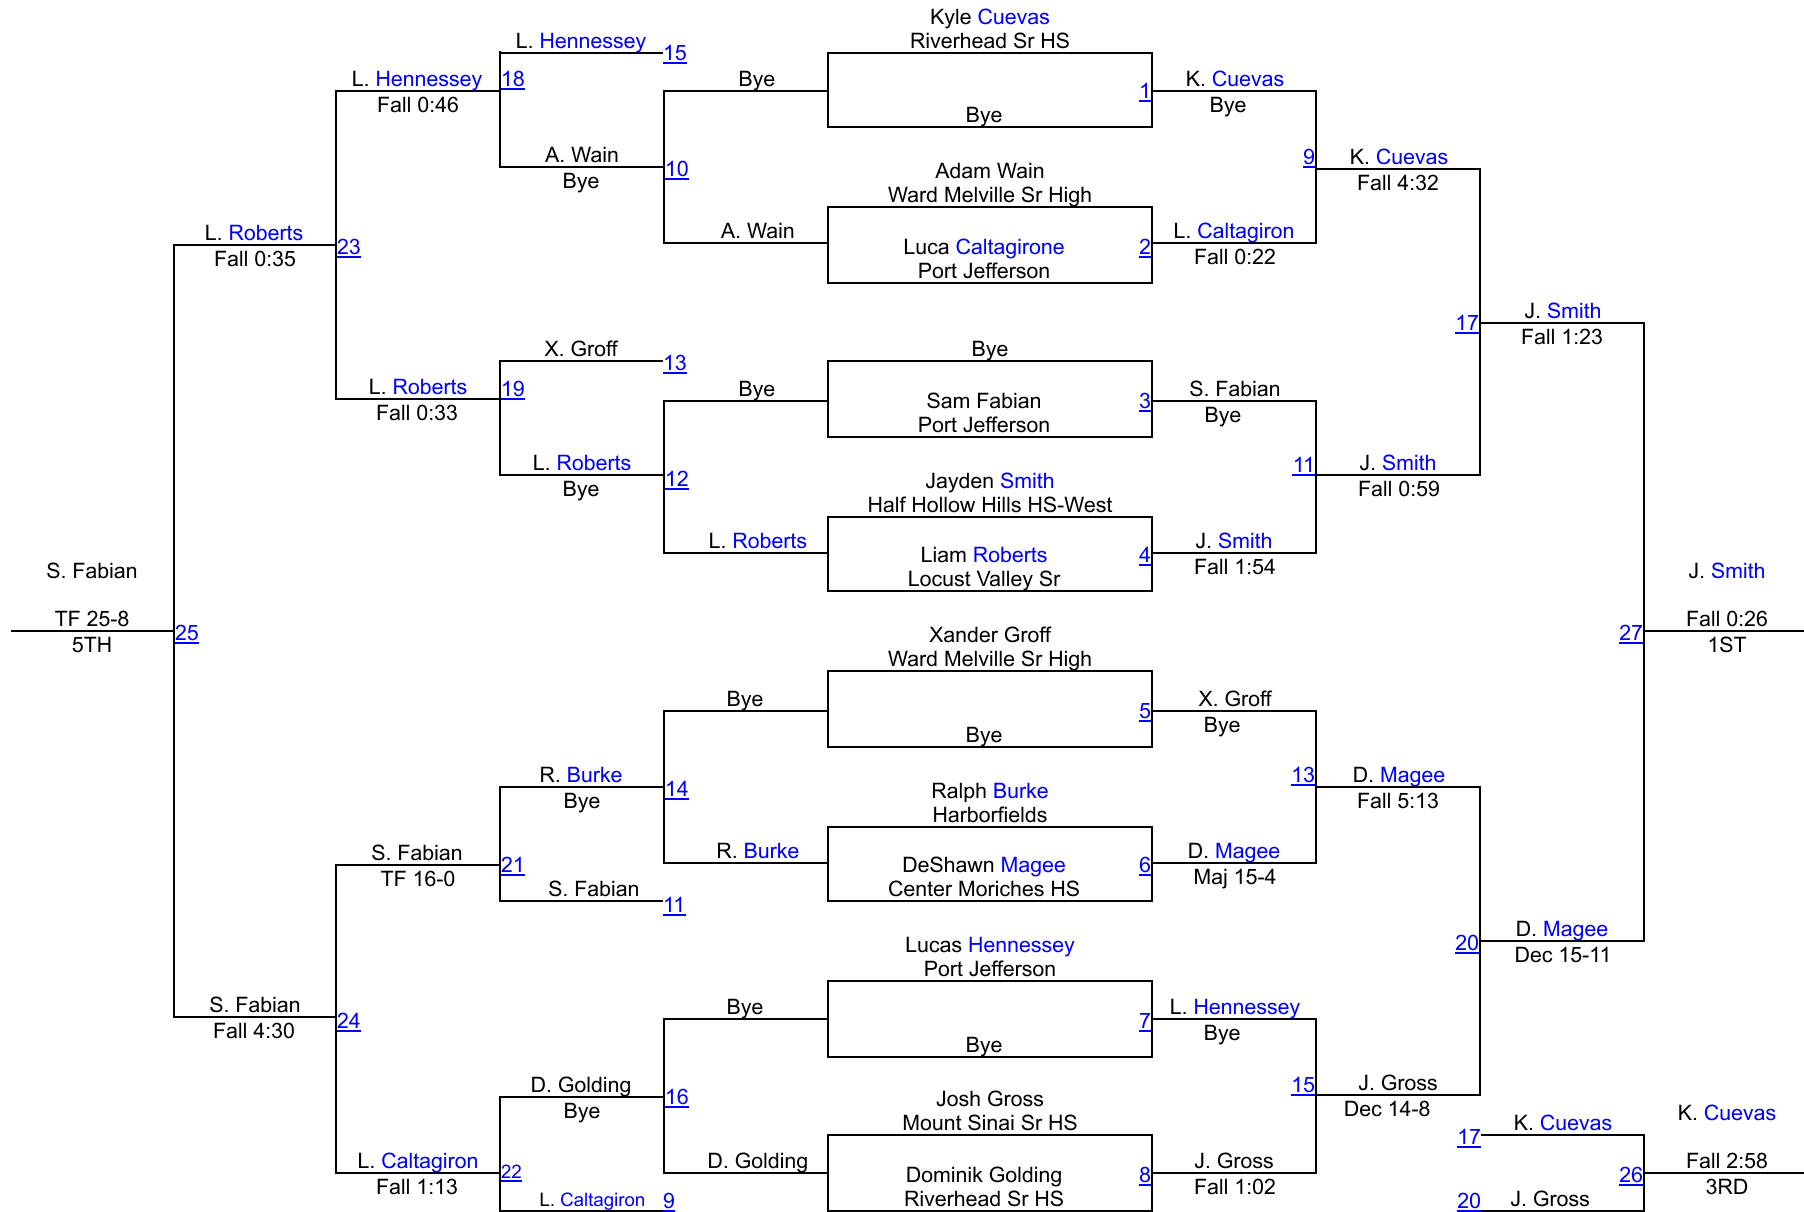 Kyle Cuevas
Riverhead Sr HS
L. Hennessey
15
L. Hennessey
18
Fall 0:46
Bye
1
K. Cuevas
Bye
Bye
A. Wain
Bye
10
9
K. Cuevas
Fall 4:32
Adam Wain
Ward Melville Sr High
L. Roberts
Fall 0:35
23
A. Wain
Luca Caltagirone
Port Jefferson
2
L. Caltagiron
Fall 0:22
17
J. Smith
Fall 1:23
X. Groff
13
Bye
L. Roberts
Fall 0:33
19
Bye
Sam Fabian
Port Jefferson
3
S. Fabian
Bye
L. Roberts
Bye
12
11
J. Smith
Fall 0:59
Jayden Smith
Half Hollow Hills HS-West
L. Roberts
Liam Roberts
Locust Valley Sr
4
J. Smith
Fall 1:54
S. Fabian
TF 25-8
5TH
25
27
J. Smith
Fall 0:26
1ST
Xander Groff
Ward Melville Sr High
Bye
5
X. Groff
Bye
Bye
R. Burke
Bye
14
13
D. Magee
Fall 5:13
Ralph Burke
Harborfields
S. Fabian
TF 16-0
21
R. Burke
DeShawn Magee
Center Moriches HS
6
D. Magee
Maj 15-4
S. Fabian
11
20
D. Magee
Dec 15-11
Lucas Hennessey
Port Jefferson
S. Fabian
Fall 4:30
24
Bye
7
L. Hennessey
Bye
Bye
D. Golding
Bye
16
15
J. Gross
Dec 14-8
Josh Gross
Mount Sinai Sr HS
L. Caltagiron
Fall 1:13
22
D. Golding
Dominik Golding
Riverhead Sr HS
8
J. Gross
Fall 1:02
L. Caltagiron
9
17
K. Cuevas
20
J. Gross
26
K. Cuevas
Fall 2:58
3RD